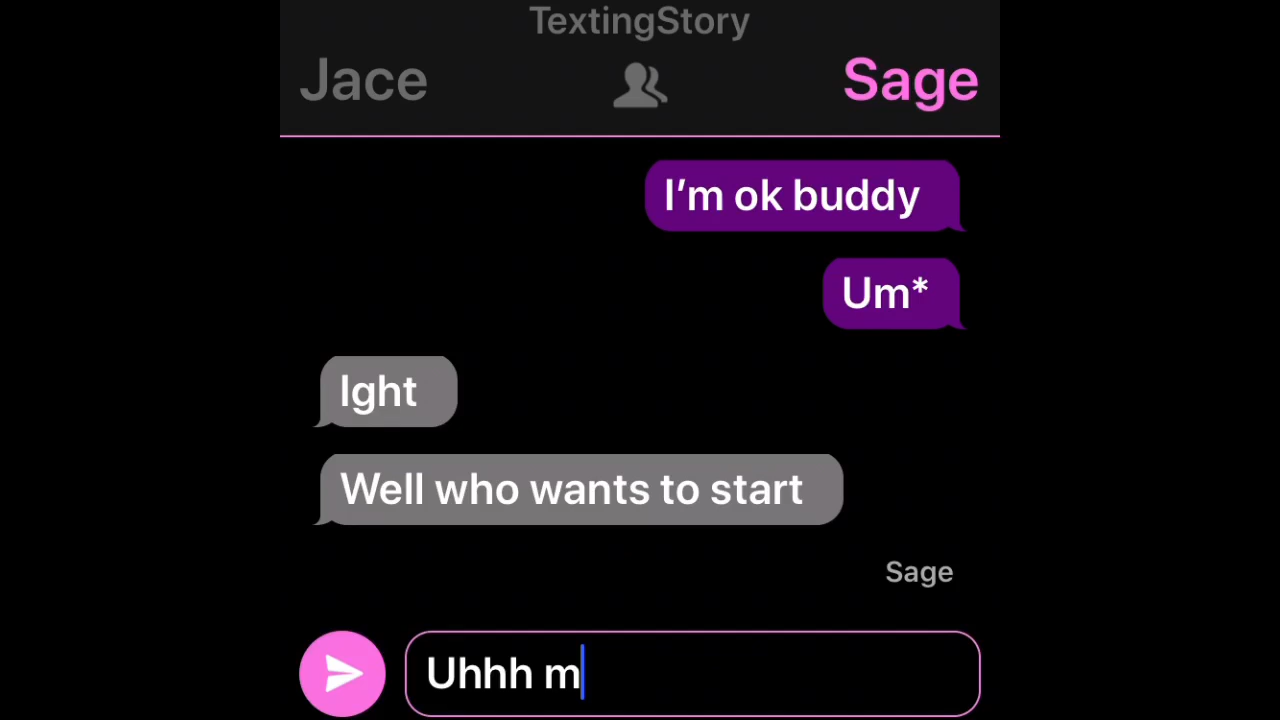 TextingStory
Jace
Sage
I’m ok buddy
Um*
Ight
Well who wants to start
Sage
Uhhh m